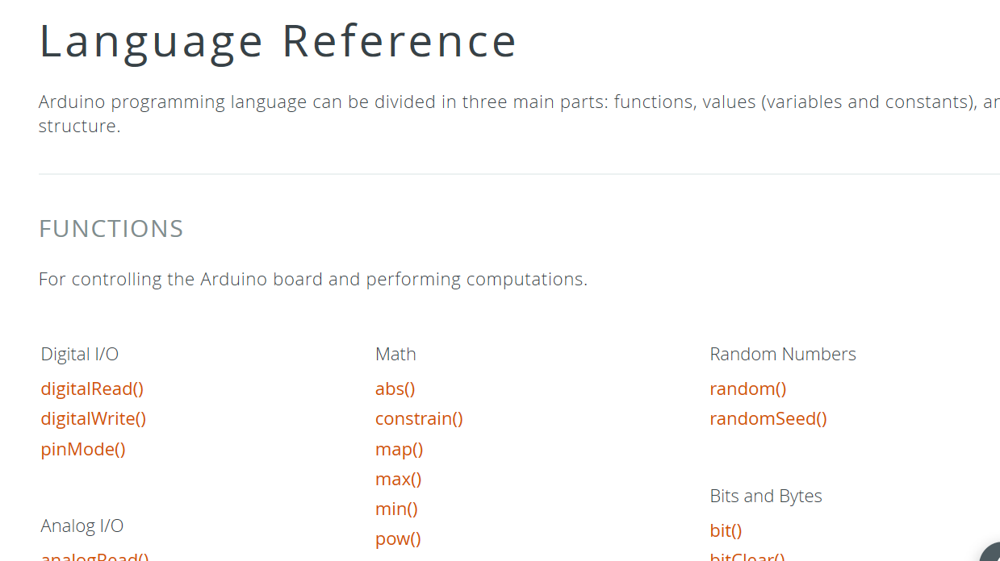 Language Reference
Arduino programming language can be divided in three main parts: functions, values (variables and constants),
structure.
FUNCTIONS
For controlling the Arduino board and performing computations.
Digital I/O
digitalRead()
digitalWrite()
pinMode()
Analog I/O
analogRead()
Math
abs()
constrain()
map()
max()
min()
pow()
Random Numbers
random()
randomSeed()
Bits and Bytes
bit()
bitClear()